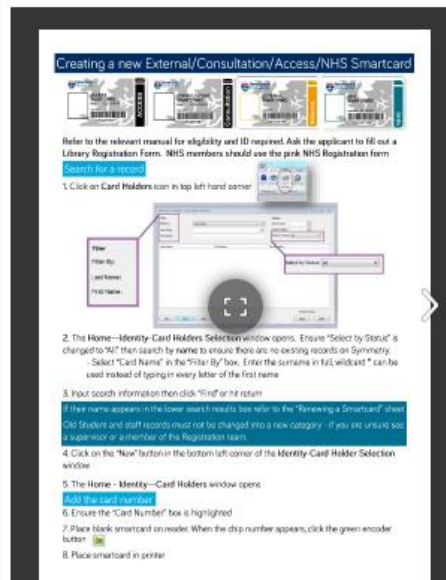 Creating a new External/Consultation/Access/NHS Smartcard
ACCESS
Consultation
Refer to the relevant manual for eligibility and ID required. Ask the applicant to fill out a
Library Registration Form. NHS members should use the pink NHS Registration form
Search for a record
1. Click on Card Holders icon in top left hand corner
Filter
Filter By:
Last Name:
First Name:
Select by Status: All
2. The Home—Identity-Card Holders Selection window opens. Ensure "Select by Status" is
changed to "All" then search by name to ensure there are no existing records on Symmetry.
- Select "Card Name" in the "Filter By" box. Enter the surname in full, wildcard * can be
used instead of typing in every letter of the first name
3. Input search information then click "Find" or hit return
If their name appears in the lower search results box refer to the "Renewing a Smartcard" sheet
Old Student and staff records must not be changed into a new category - if you are unsure see
a supervisor or a member of the Registration team.
4. Click on the "New" button in the bottom left corner of the Identity-Card Holder Selection
window
5. The Home - Identity—Card Holders window opens
Add the card number
6. Ensure the "Card Number" box is highlighted
7. Place blank smartcard on reader. When the chip number appears, click the green encoder
button
8. Place smartcard in printer